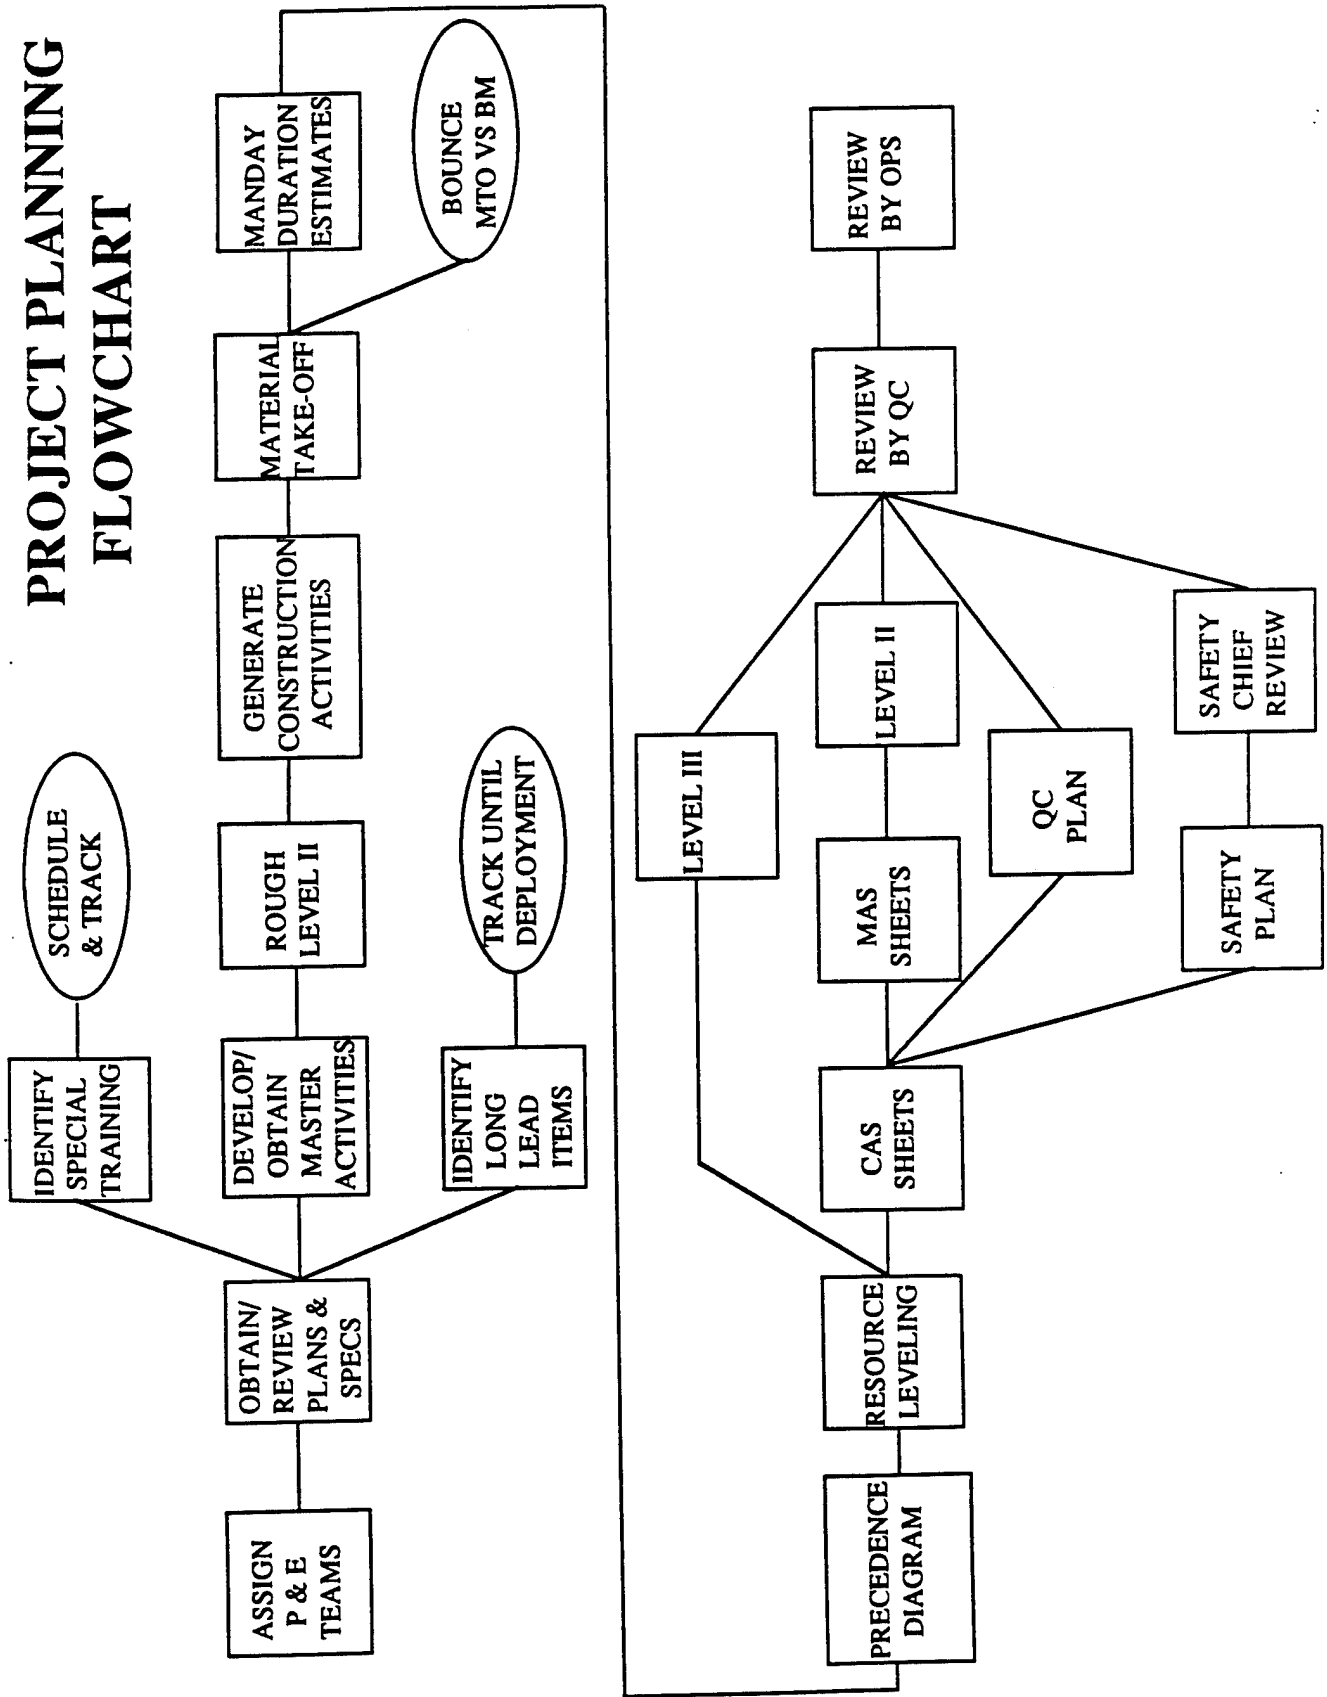 PROJECT PLANNING
FLOWCHART
ASSIGN
P & E
TEAMS
OBTAIN/
REVIEW
PLANS &
SPECS
IDENTIFY
SPECIAL
TRAINING
SCHEDULE
& TRACK
DEVELOP/
OBTAIN
MASTER
ACTIVITIES
IDENTIFY
LONG
LEAD
ITEMS
TRACK UNTIL
DEPLOYMENT
ROUGH
LEVEL II
GENERATE
CONSTRUCTION
ACTIVITIES
MATERIAL
TAKE-OFF
MANDAY
DURATION
ESTIMATES
BOUNCE
MTO VS BM
PRECEDENCE
DIAGRAM
RESOURCE
LEVELING
LEVEL III
CAS
SHEETS
MAS
SHEETS
LEVEL II
QC
PLAN
SAFETY
PLAN
SAFETY
CHIEF
REVIEW
REVIEW
BY QC
REVIEW
BY OPS